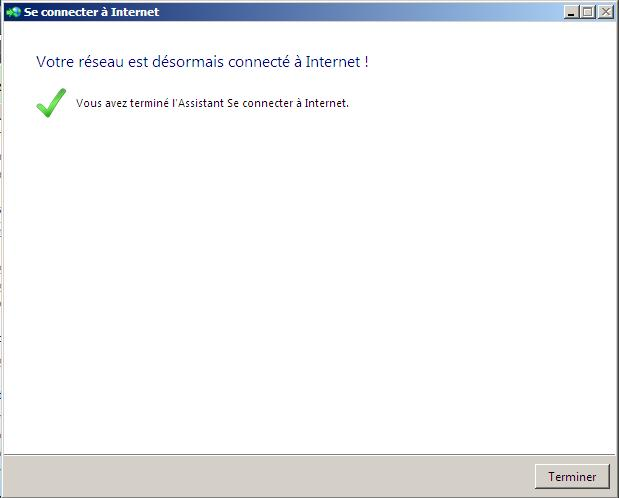 Se connecter à Internet
Votre réseau est désormais connecté à Internet !
Vous avez terminé l'Assistant Se connecter à Internet.
Terminer